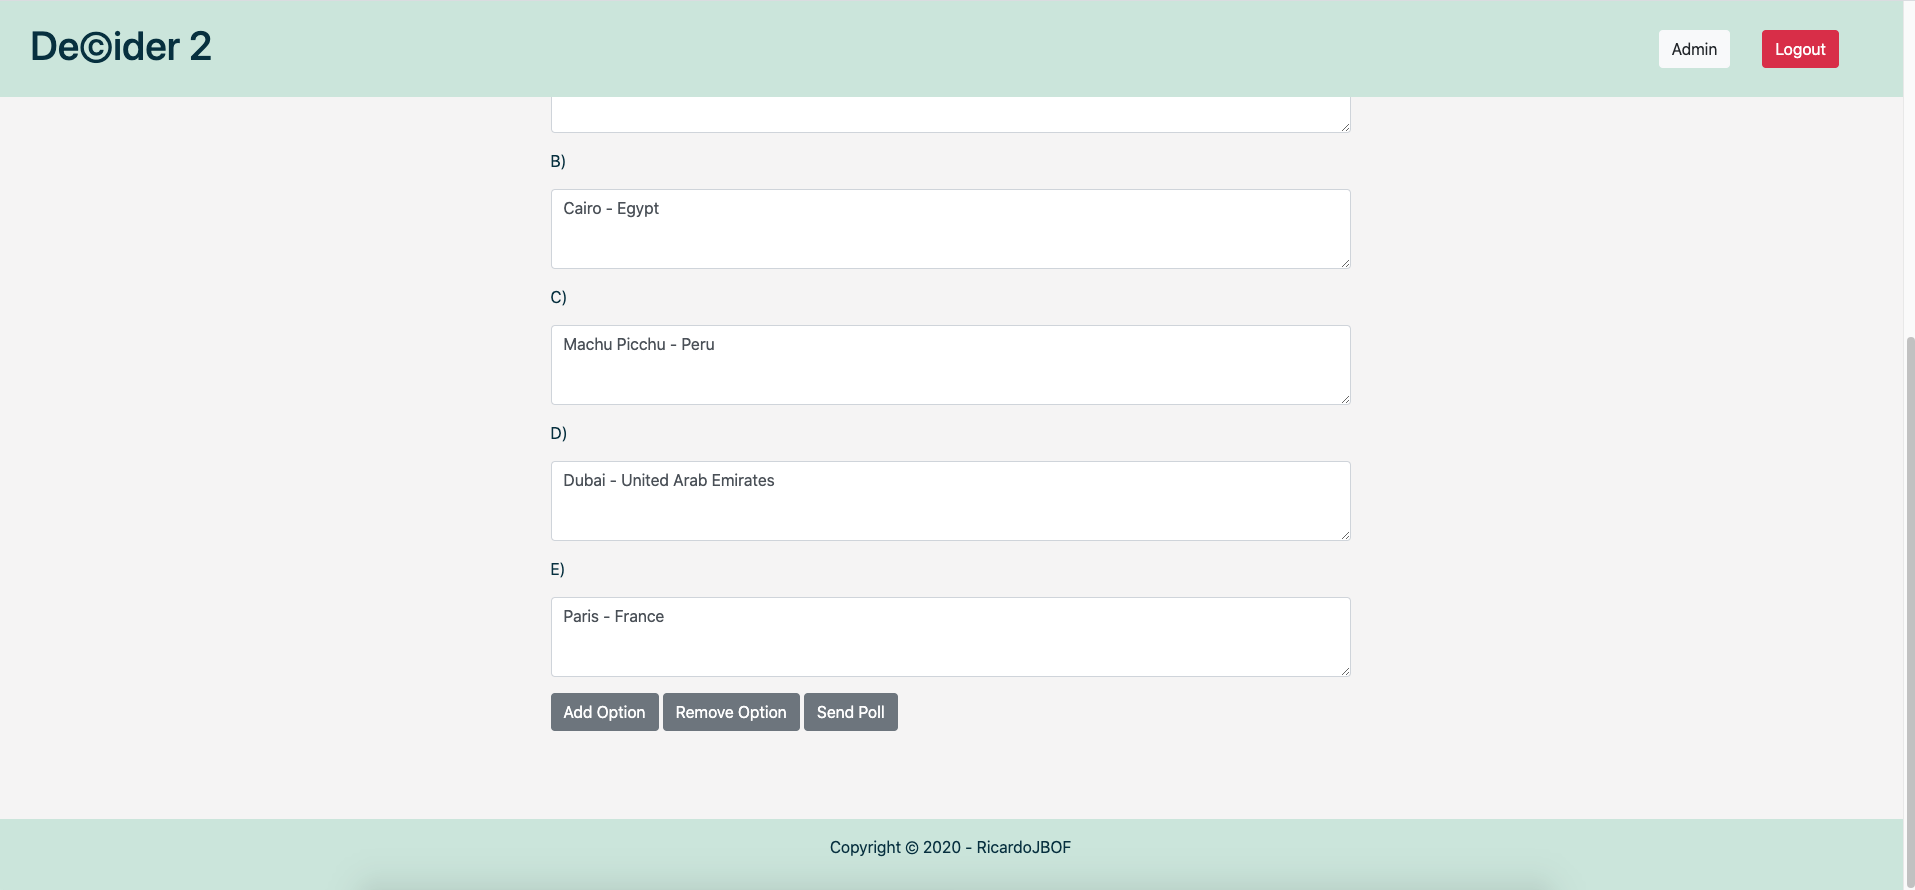 De©ider 2
Admin
Logout
B)
Cairo - Egypt
C)
Machu Picchu - Peru
D)
Dubai - United Arab Emirates
E)
Paris - France
Add Option
Remove Option
Send Poll
Copyright © 2020 - RicardoJBOF